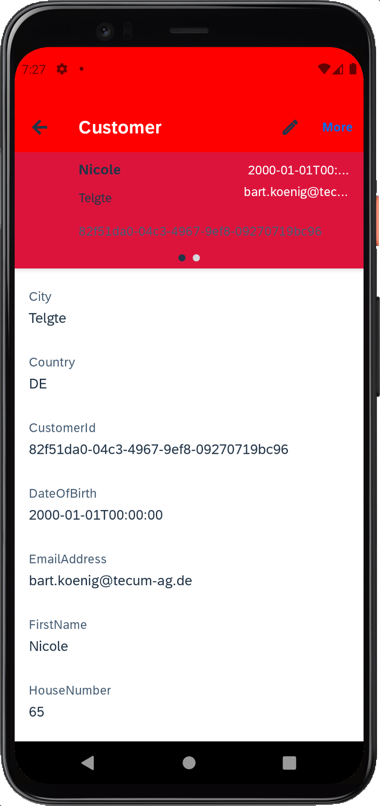 7:27
Customer
More
Nicole 2000-01-01T00:...
Telgte bart.koenig@tec...
82f51da0-04c3-4967-9ef8-09270719bc96
City
Telgte
Country
DE
CustomerId
82f51da0-04c3-4967-9ef8-09270719bc96
DateOfBirth
2000-01-01T00:00:00
EmailAddress
bart.koenig@tecum-ag.de
FirstName
Nicole
HouseNumber
65